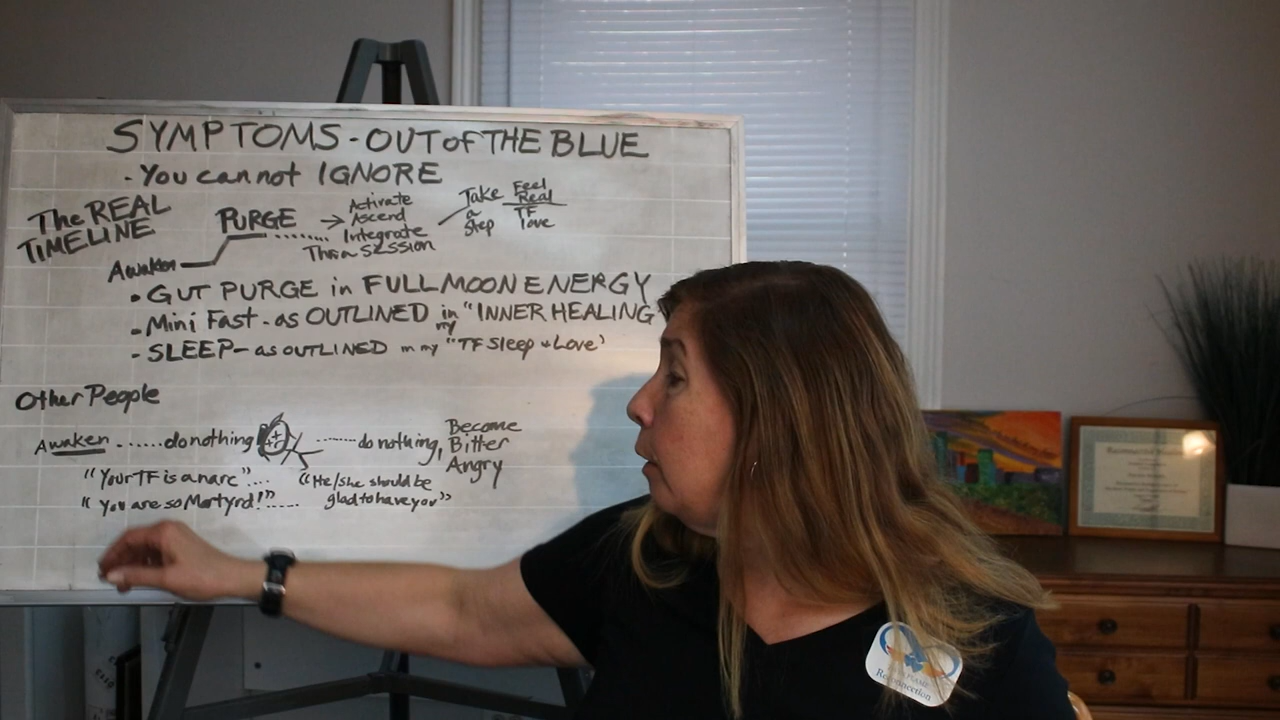 SYMPTOMS - OUT of THE BLUE
- You cannot IGNORE
The REAL TIMELINE
Awaken
PURGE
→ Activate
Ascend
Integrate
Thru SESSION
Take a step
Feel Real
TF love
• GUT PURGE in FULL MOON ENERGY
- Mini Fast - as OUTLINED in my "INNER HEALING
- SLEEP - as OUTLINED in my "TF Sleep & Love"
Other People
Awaken ...... do nothing ........ do nothing, Become
Bitter
Angry
"Your TF is a narc".... "He/she should be
"You are so Martyrd!"...... glad to have you"
Reconnection